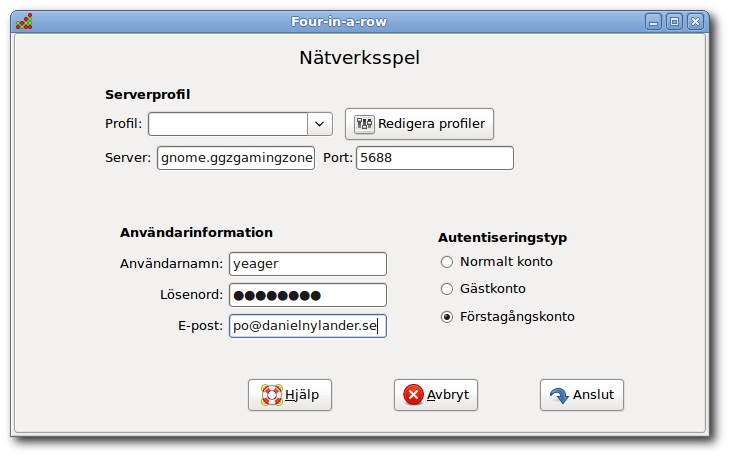 Four-in-a-row
Nätverksspel
Serverprofil
Profil: Redigera profiler
Server: gnome.ggzgamingzone Port: 5688
Användarinformation
Autentiseringstyp
Användarnamn: yeager
Normalt konto
Lösenord: ●●●●●●●●
Gästkonto
E-post: po@danielnylander.se
Förstagångskonto
Hjälp Avbryt Anslut